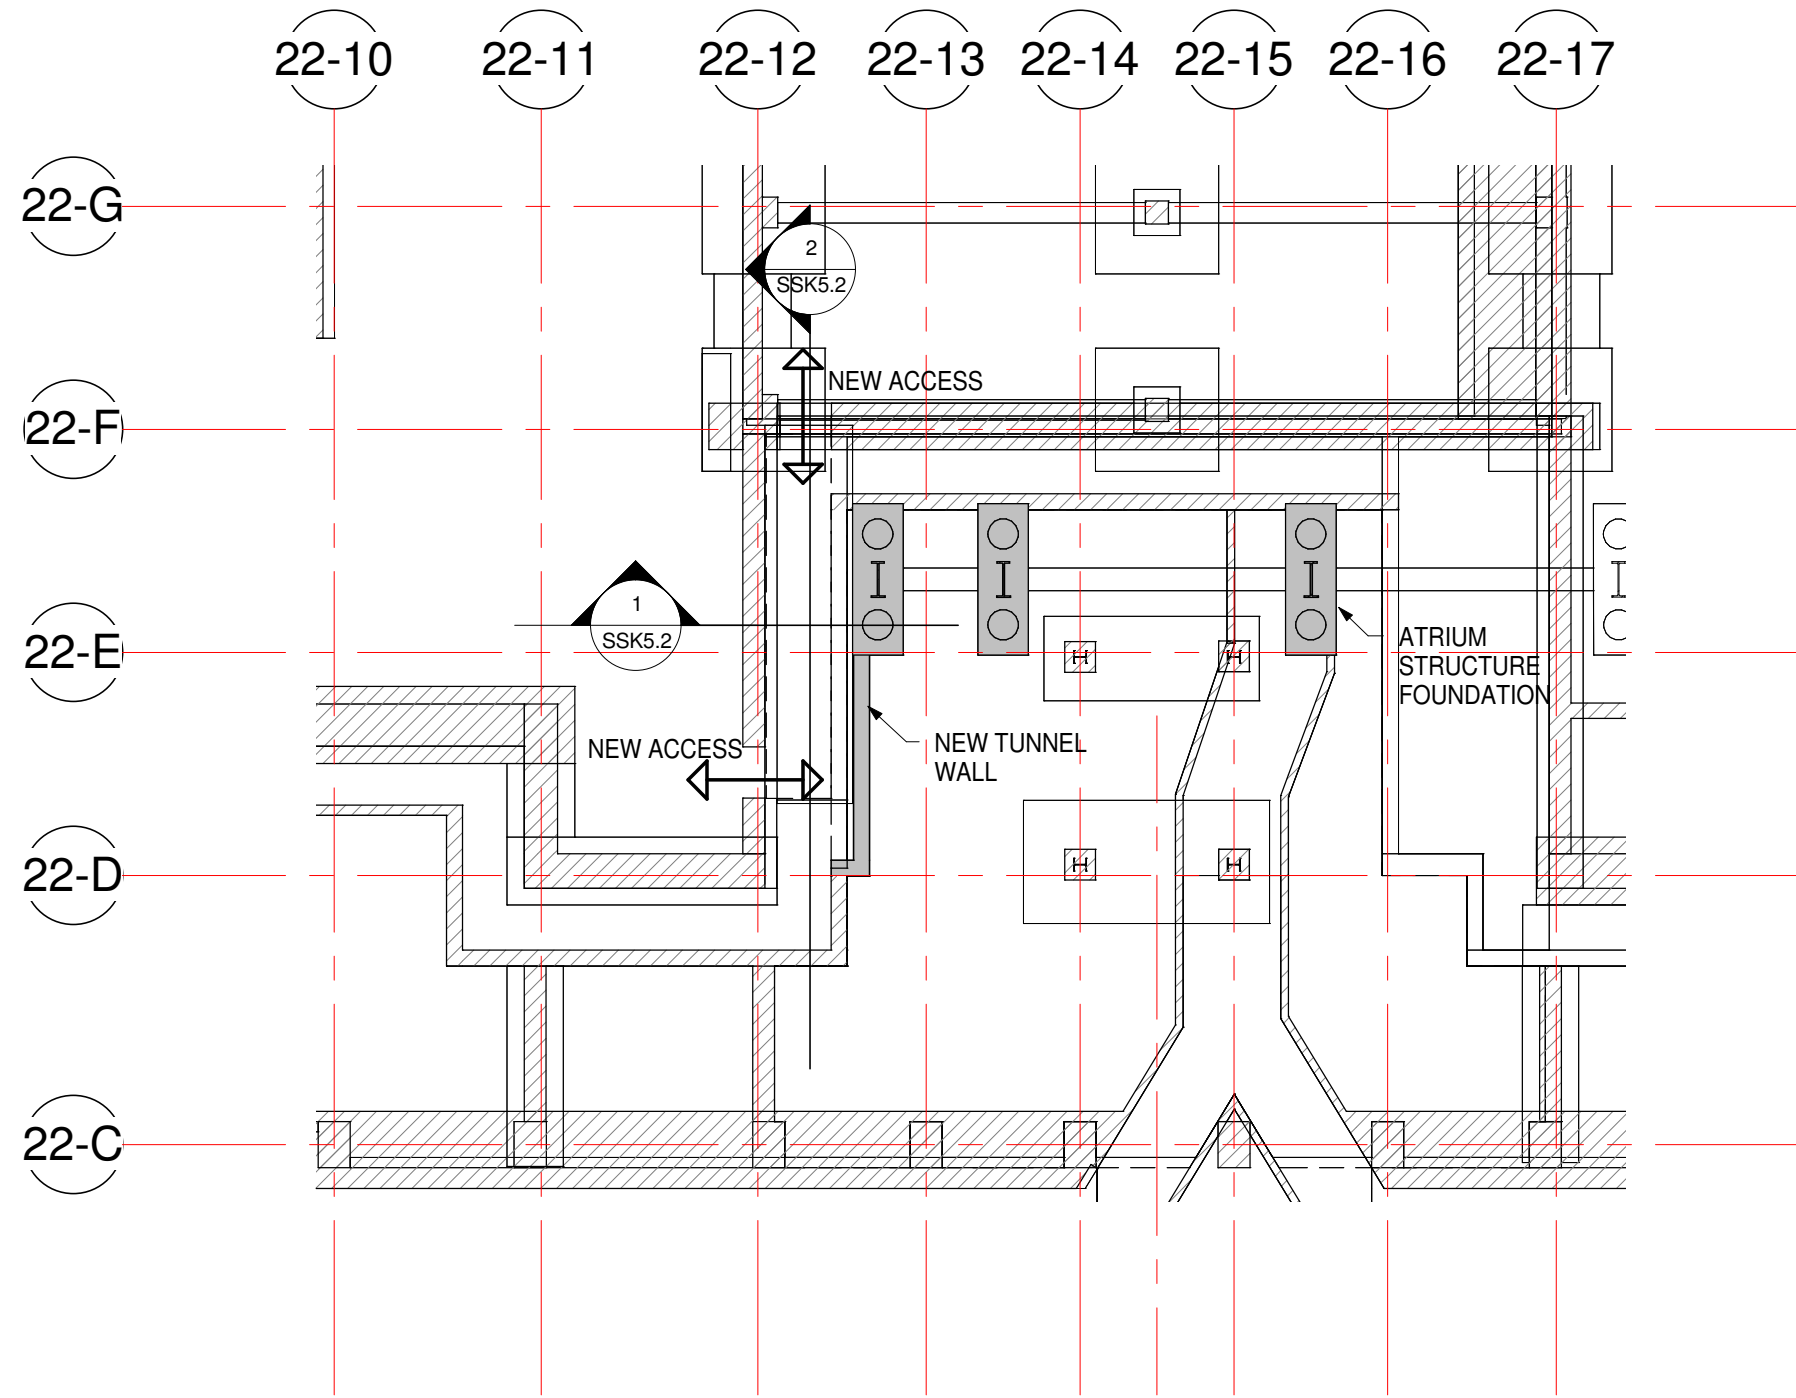 22-10 22-11 22-12 22-13 22-14 22-15 22-16 22-17
22-G
2
SSK5.2
NEW ACCESS
22-F
1
SSK5.2
22-E
ATRIUM
STRUCTURE
FOUNDATION
NEW ACCESS
NEW TUNNEL
WALL
H H
22-D
H H
22-C